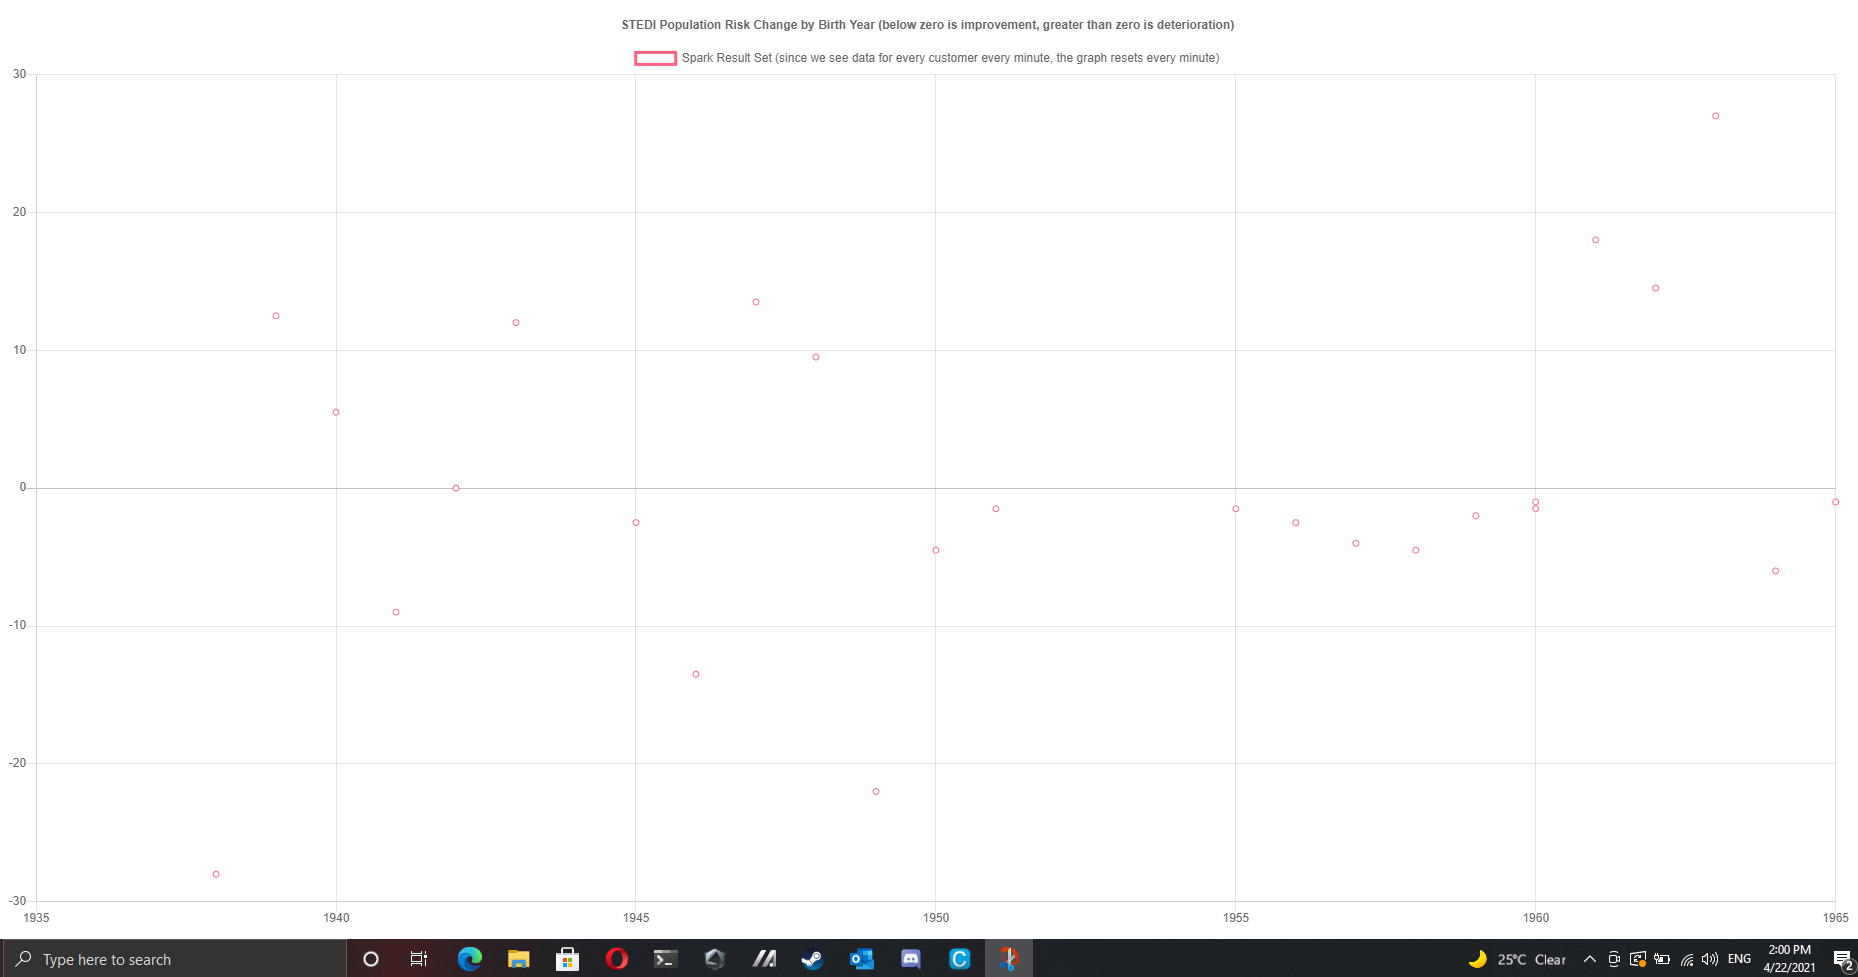 STEDI Population Risk Change by Birth Year (below zero is improvement, greater than zero is deterioration)
Spark Result Set (since we see data for every customer every minute, the graph resets every minute)
30
20
10
0
-10
-20
-30
1935 1940 1945 1950 1955 1960 1965
Type here to search
25°C Clear
ENG
2:00 PM
4/22/2021
2